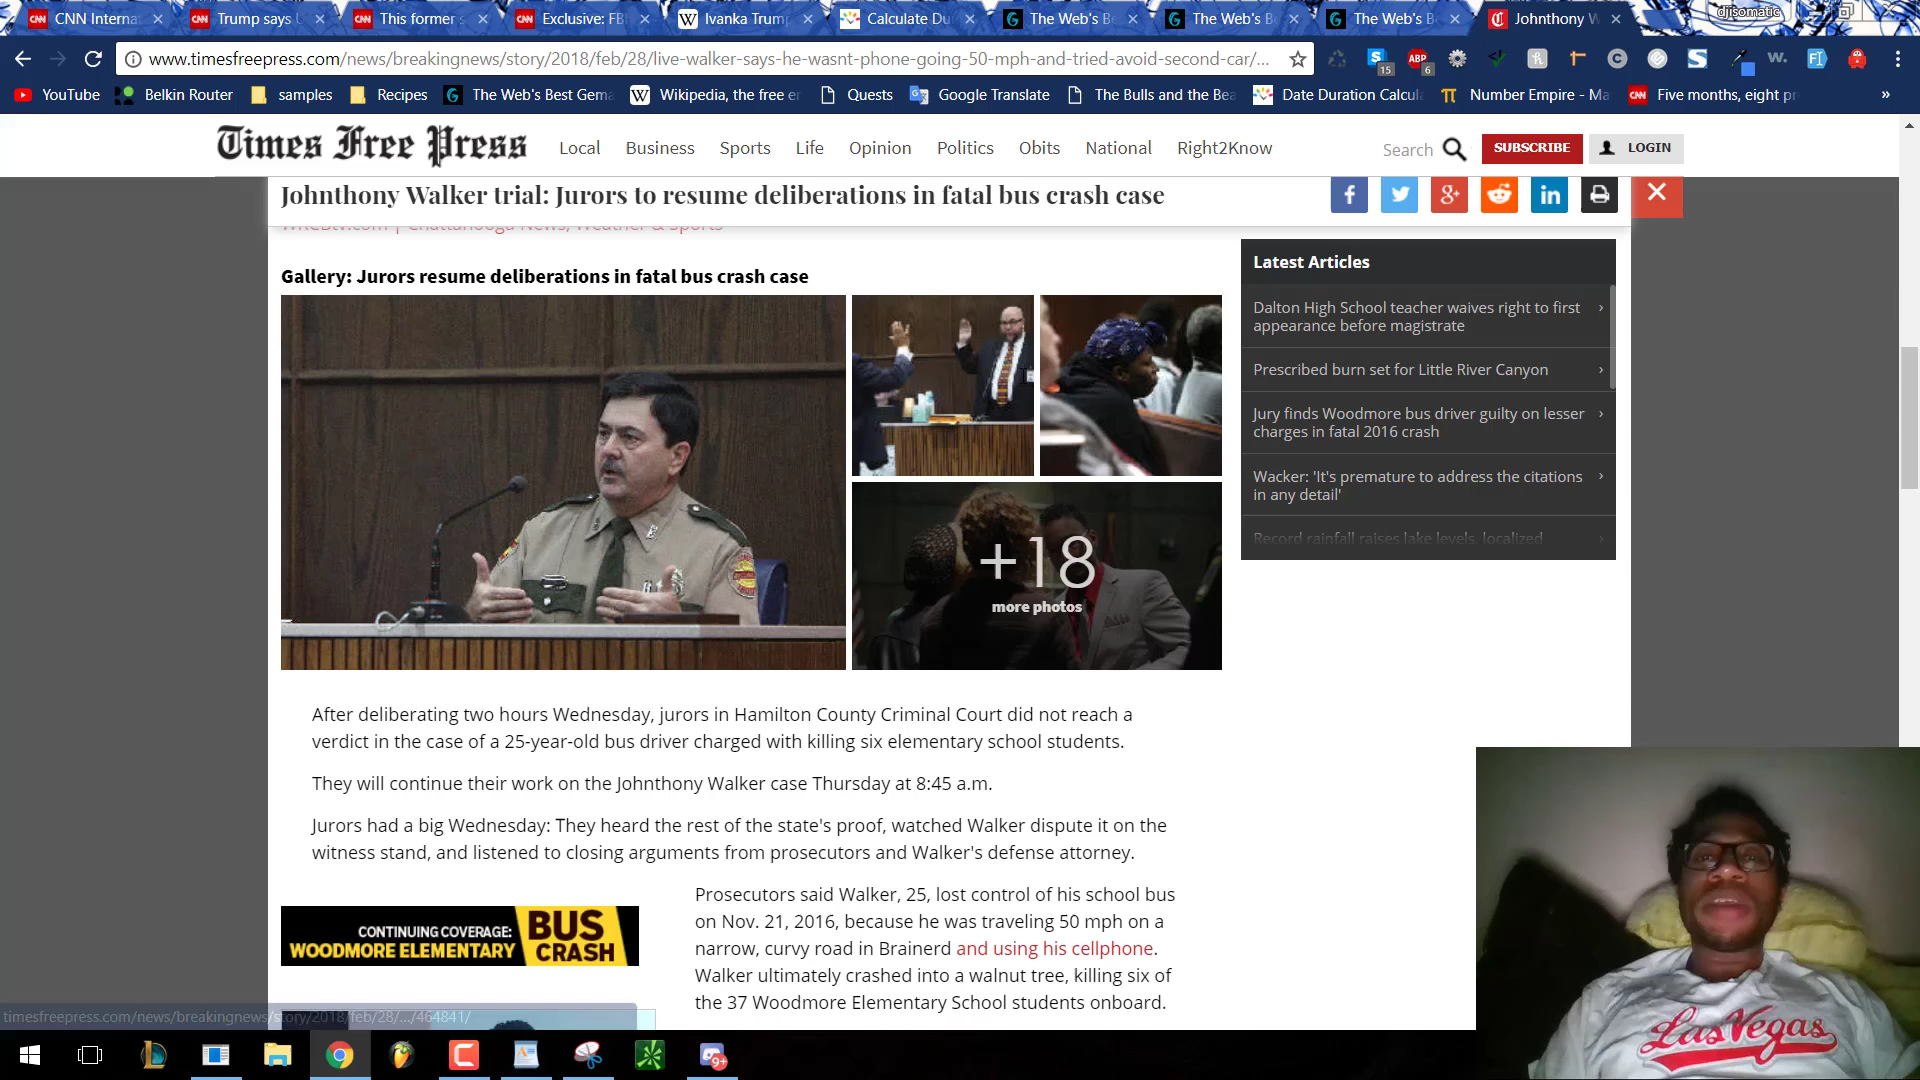 CNN Interna
Trump says
This former s
Exclusive: FB
Ivanka Trump
Calculate Du
The Web's Be
The Web's B
The Web's B
Johnthony W
djisomatic
www.timesfreepress.com/news/breakingnews/story/2018/feb/28/live-walker-says-he-wasnt-phone-going-50-mph-and-tried-avoid-second-car/...
15
ABP
6
YouTube
Belkin Router
samples
Recipes
The Web's Best Gema
Wikipedia, the free en
Quests
Google Translate
The Bulls and the Bea
Date Duration Calcul
Number Empire - Ma
Five months, eight pr
»
Times Free Press
Local
Business
Sports
Life
Opinion
Politics
Obits
National
Right2Know
Search
SUBSCRIBE
LOGIN
Johnthony Walker trial: Jurors to resume deliberations in fatal bus crash case
WRCBtv.com | Chattanooga News, Weather & Sports
Gallery: Jurors resume deliberations in fatal bus crash case
+18
more photos
Latest Articles
Dalton High School teacher waives right to first
appearance before magistrate
Prescribed burn set for Little River Canyon
Jury finds Woodmore bus driver guilty on lesser
charges in fatal 2016 crash
Wacker: 'It's premature to address the citations
in any detail'
Record rainfall raises lake levels, localized
After deliberating two hours Wednesday, jurors in Hamilton County Criminal Court did not reach a
verdict in the case of a 25-year-old bus driver charged with killing six elementary school students.
They will continue their work on the Johnthony Walker case Thursday at 8:45 a.m.
Jurors had a big Wednesday: They heard the rest of the state's proof, watched Walker dispute it on the
witness stand, and listened to closing arguments from prosecutors and Walker's defense attorney.
CONTINUING COVERAGE:
WOODMORE ELEMENTARY
BUS
CRASH
Prosecutors said Walker, 25, lost control of his school bus
on Nov. 21, 2016, because he was traveling 50 mph on a
narrow, curvy road in Brainerd and using his cellphone.
Walker ultimately crashed into a walnut tree, killing six of
the 37 Woodmore Elementary School students onboard.
timesfreepress.com/news/breakingnews/story/2018/feb/28/.../464841/
Las Vegas
9+